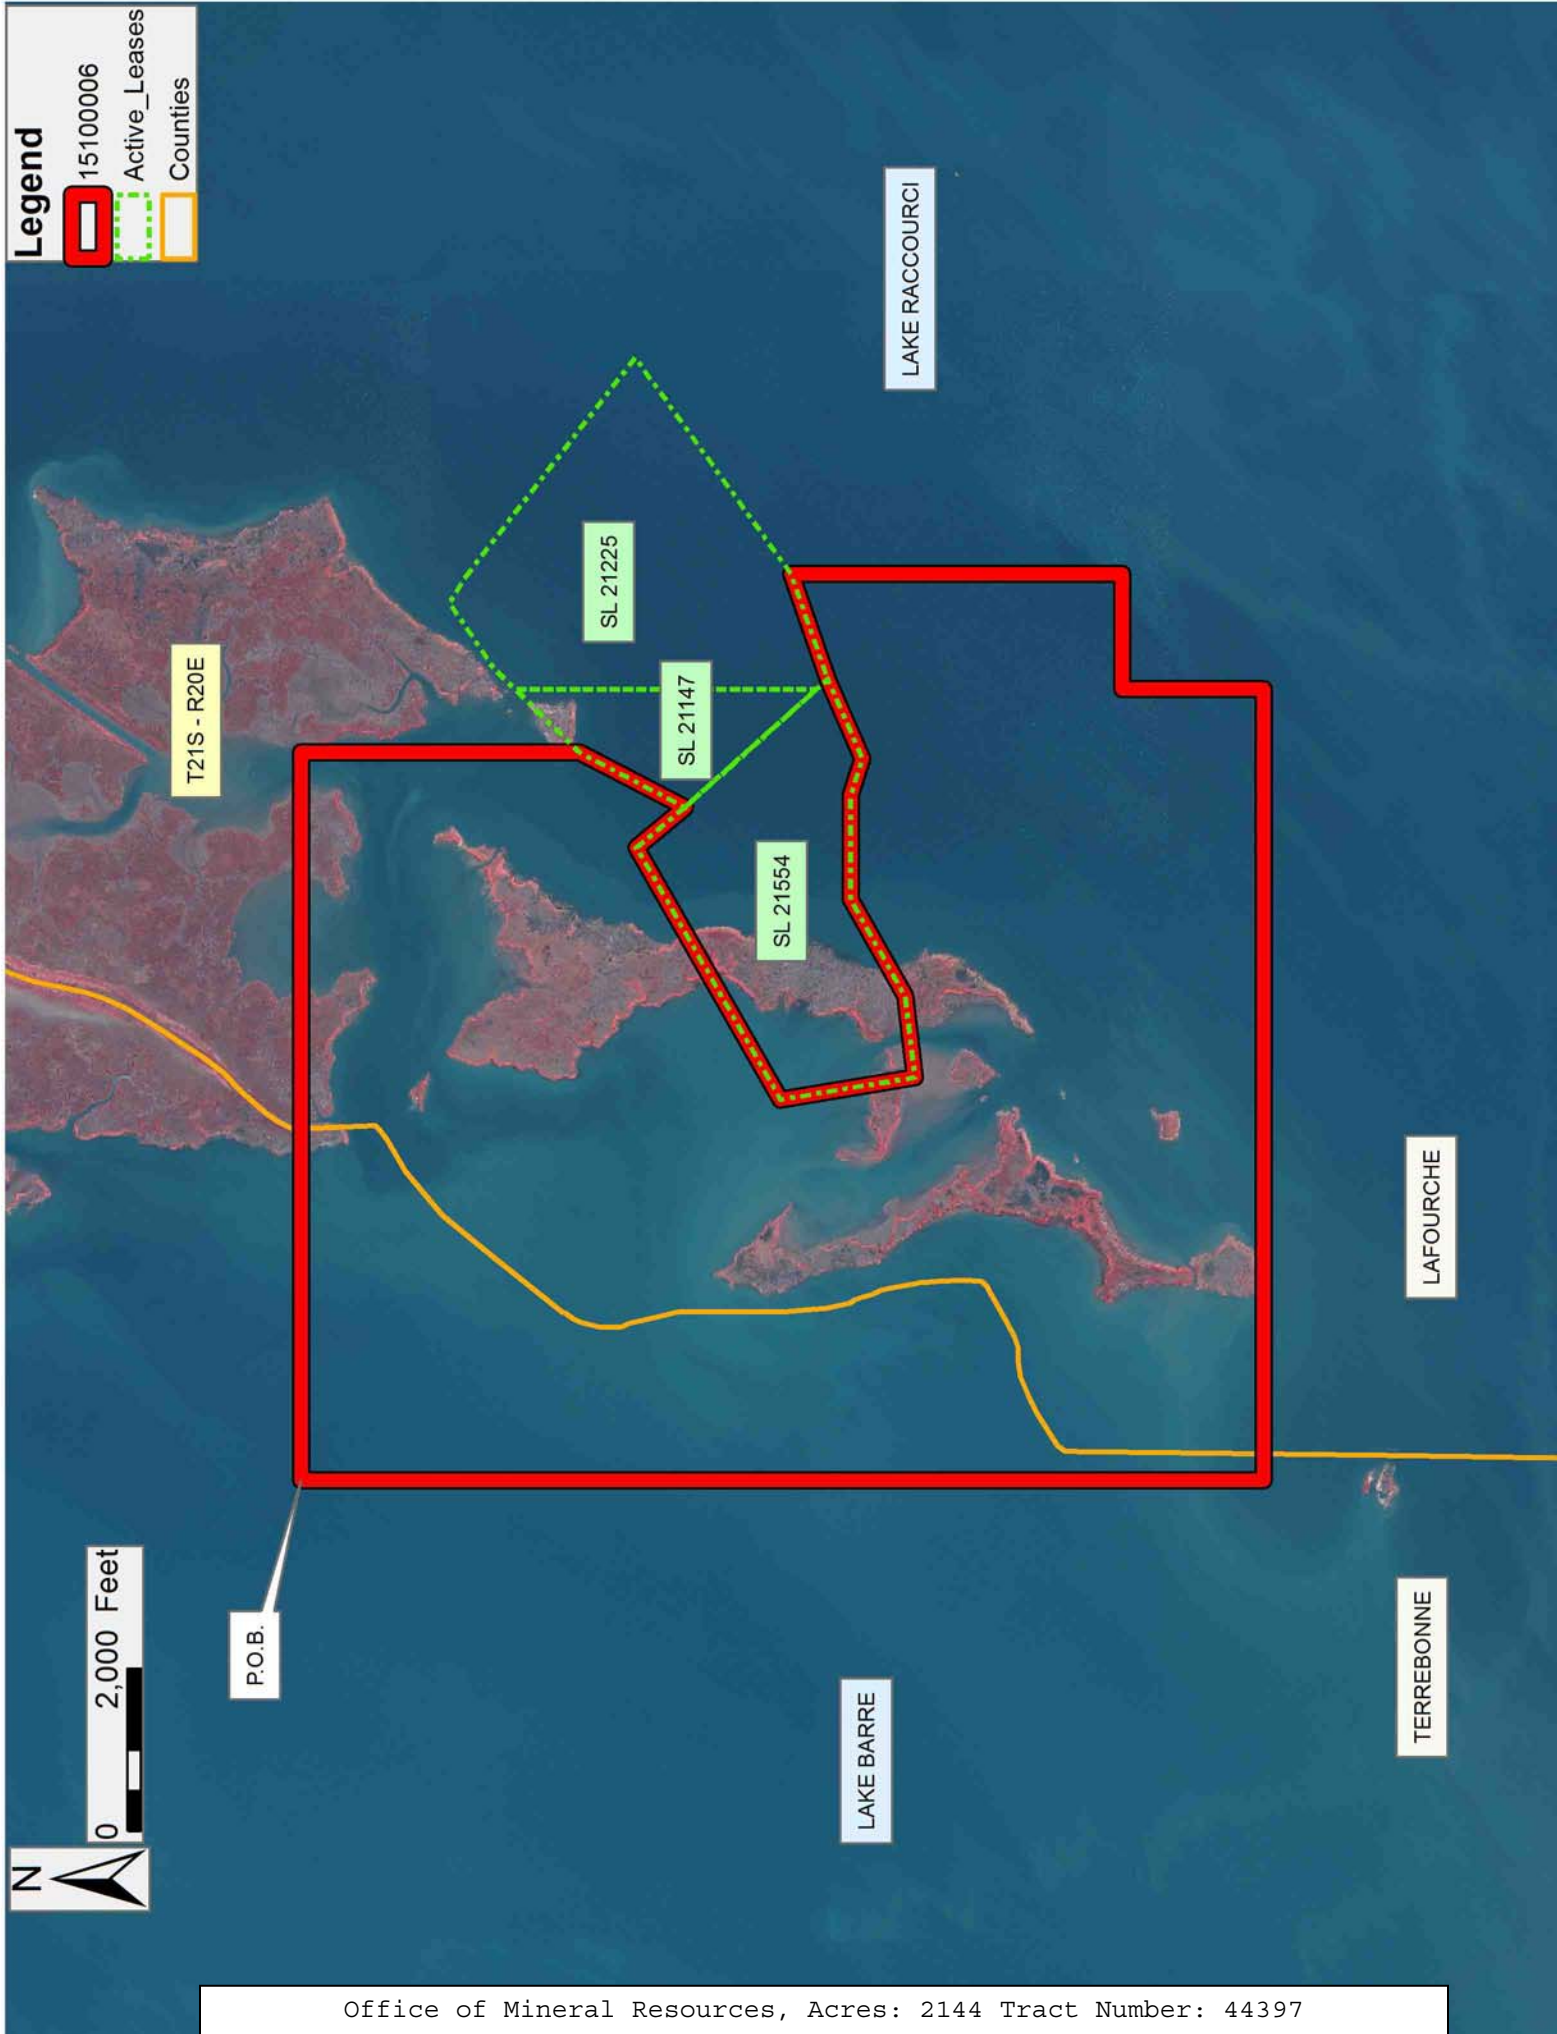 N
0 2,000 Feet
Legend
15100006
Active_Leases
Counties
P.O.B.
T21S - R20E
SL 21225
SL 21147
SL 21554
LAKE BARRE
LAKE RACCOURCI
TERREBONNE
LAFOURCHE
Office of Mineral Resources, Acres: 2144 Tract Number: 44397